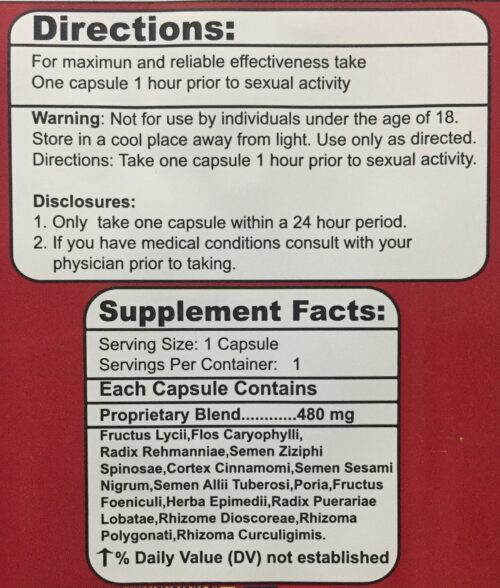 Directions:
For maximun and reliable effectiveness take
One capsule 1 hour prior to sexual activity
Warning: Not for use by individuals under the age of 18.
Store in a cool place away from light. Use only as directed.
Directions: Take one capsule 1 hour prior to sexual activity.
Disclosures:
1. Only take one capsule within a 24 hour period.
2. If you have medical conditions consult with your
physician prior to taking.
Supplement Facts:
Serving Size: 1 Capsule
Servings Per Container: 1
Each Capsule Contains
Proprietary Blend............480 mg
Fructus Lycii,Flos Caryophylli,
Radix Rehmanniae,Semen Ziziphi
Spinosae,Cortex Cinnamomi,Semen Sesami
Nigrum,Semen Allii Tuberosi,Poria,Fructus
Foeniculi,Herba Epimedii,Radix Puerariae
Lobatae,Rhizome Dioscoreae,Rhizoma
Polygonati,Rhizoma Curculigimis.
↑% Daily Value (DV) not established